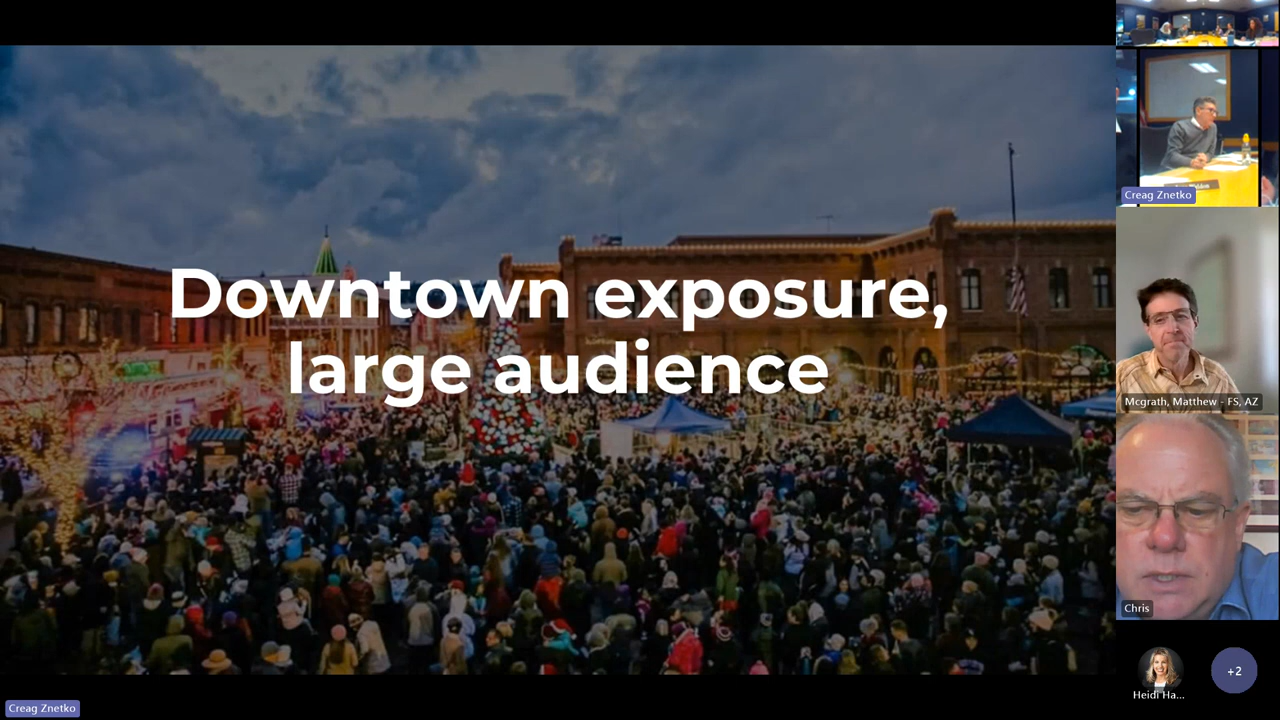 Downtown exposure,
large audience
Creag Znetko
Mcgrath, Matthew - FS, AZ
Chris
Heidi Ha...
+2
Creag Znetko